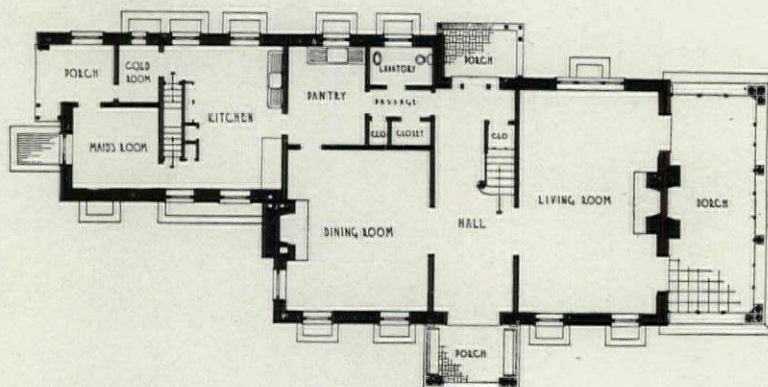 PORCH
COLD
ROOM
MAIDS ROOM
KITCHEN
PANTRY
LAVATORY
PASSAGE
CLO
CLOSET
PORCH
CLO
DINING ROOM
HALL
LIVING ROOM
PORCH
PORCH